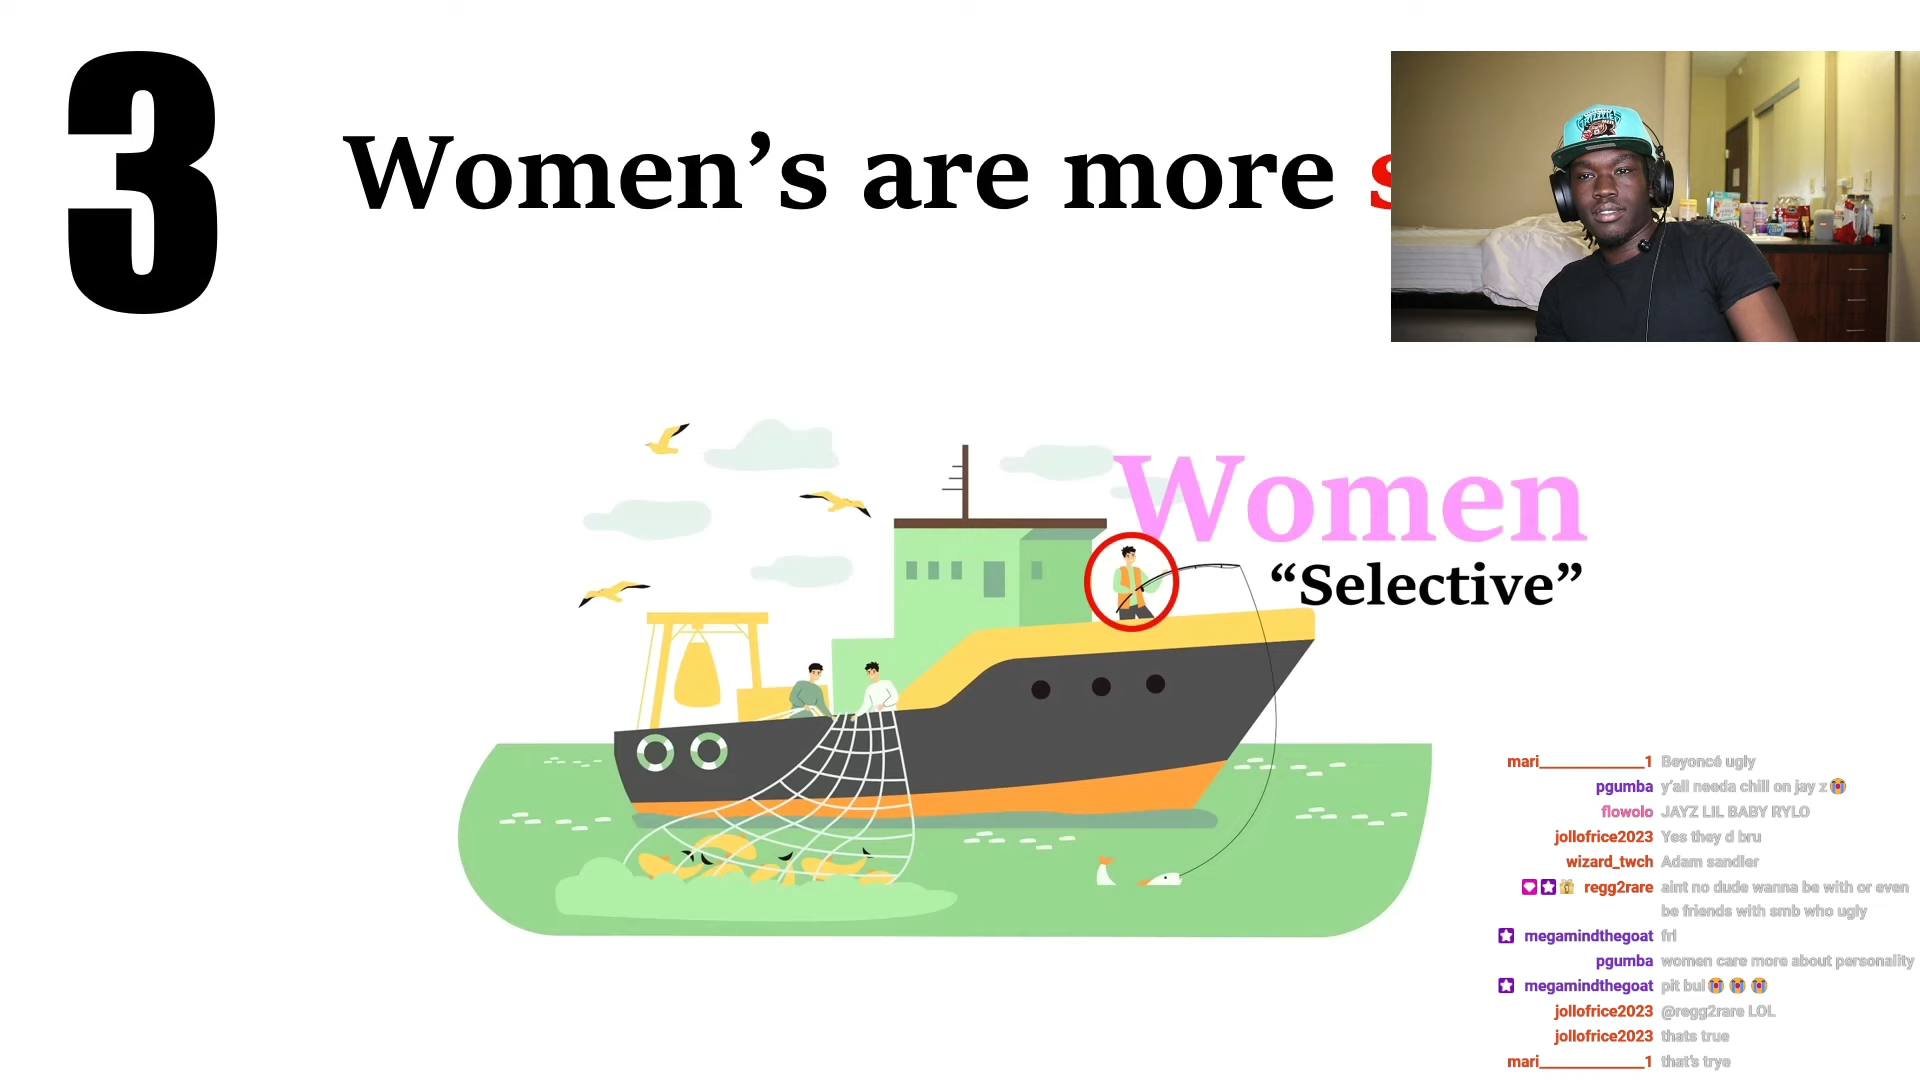 3
Women’s are more s
Women
“Selective”
mari____________1 Beyoncé ugly
pgumba y'all needa chill on jay z
flowolo JAYZ LIL BABY RYLO
jollofrice2023 Yes they d bru
wizard_twch Adam sandler
regg2rare aint no dude wanna be with or even
be friends with smb who ugly
megamindthegoat frl
pgumba women care more about personality
megamindthegoat pit bul
jollofrice2023 @regg2rare LOL
jollofrice2023 thats true
mari____________1 that's trye